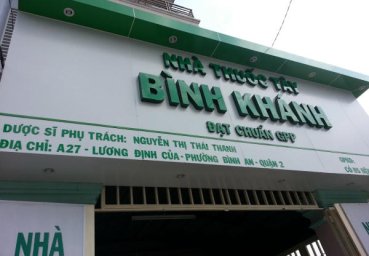 NHÀ THUỐC TÂY
BÌNH KHÁNH
ĐẠT CHUẨN GPP
DƯỢC SĨ PHỤ TRÁCH: NGUYỄN THỊ THÁI THANH
ĐỊA CHỈ: A27 - LƯƠNG ĐỊNH CỦA - PHƯỜNG BÌNH AN - QUẬN 2
NHÀ